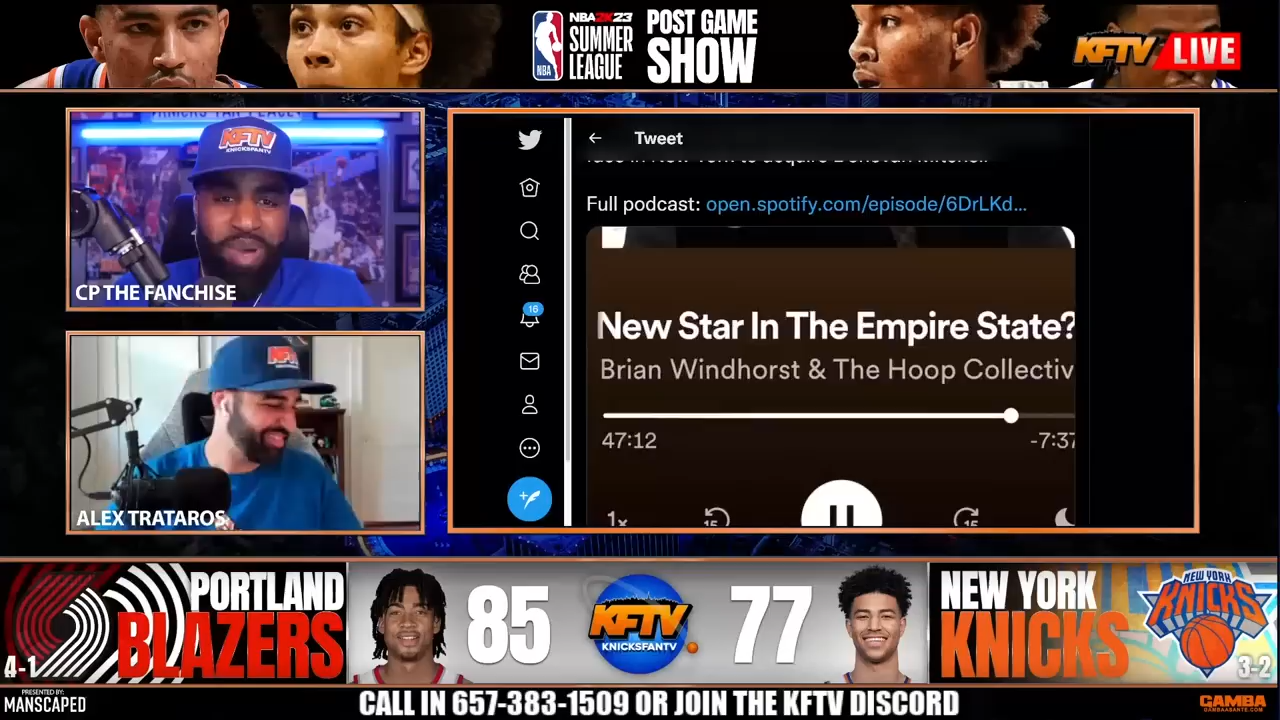 NBA2K23
SUMMER
LEAGUE
NBA
POST GAME
SHOW
KFTV LIVE
KFTV
KNICKSFANTV
CP THE FANCHISE
ALEX TRATAROS
Tweet
Full podcast: open.spotify.com/episode/6DrLKd...
16
New Star In The Empire State?
Brian Windhorst & The Hoop Collectiv
47:12
-7:37
1x
15
15
PORTLAND
BLAZERS
4-1
85
KFTV
KNICKSFANTV
77
NEW YORK
KNICKS
NEW YORK
KNICKS
3-2
PRESENTED BY:
MANSCAPED
CALL IN 657-383-1509 OR JOIN THE KFTV DISCORD
GAMBA